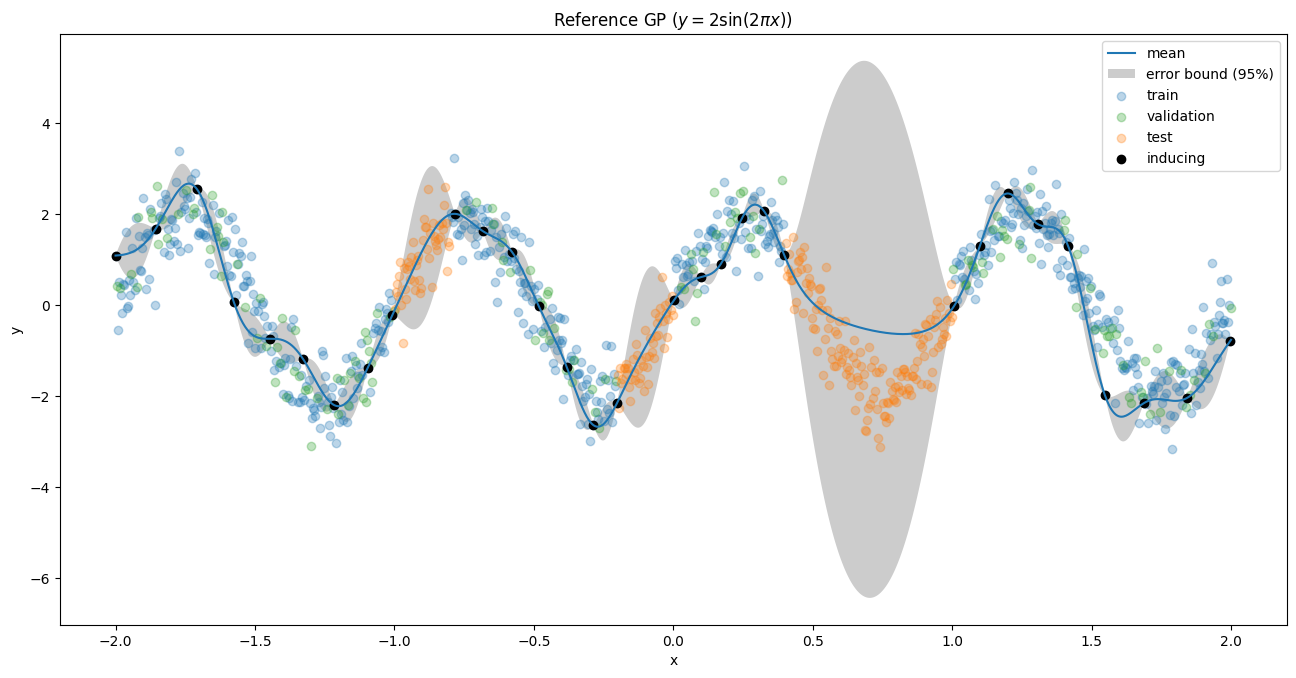 Reference GP (y = 2sin(2πx))
mean
error bound (95%)
train
validation
test
inducing
4
2
0
−2
−4
−6
y
−2.0 −1.5 −1.0 −0.5 0.0 0.5 1.0 1.5 2.0
x